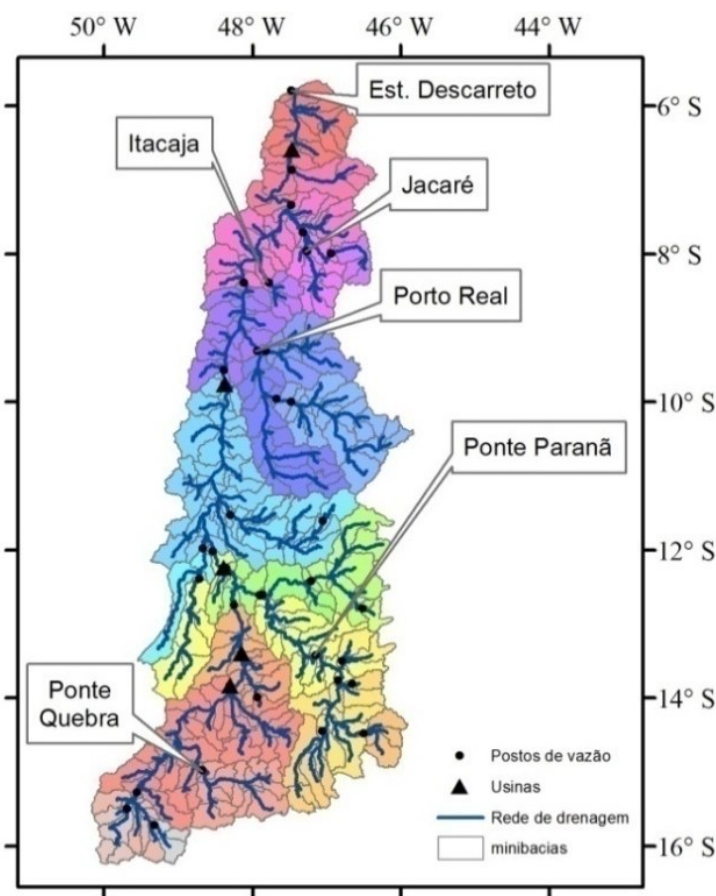 50° W 48° W 46° W 44° W
6° S
Est. Descarreto
Itacaja
Jacaré
8° S
Porto Real
10° S
Ponte Paranã
12° S
14° S
Ponte
Quebra
Postos de vazão
Usinas
Rede de drenagem
minibacias
16° S